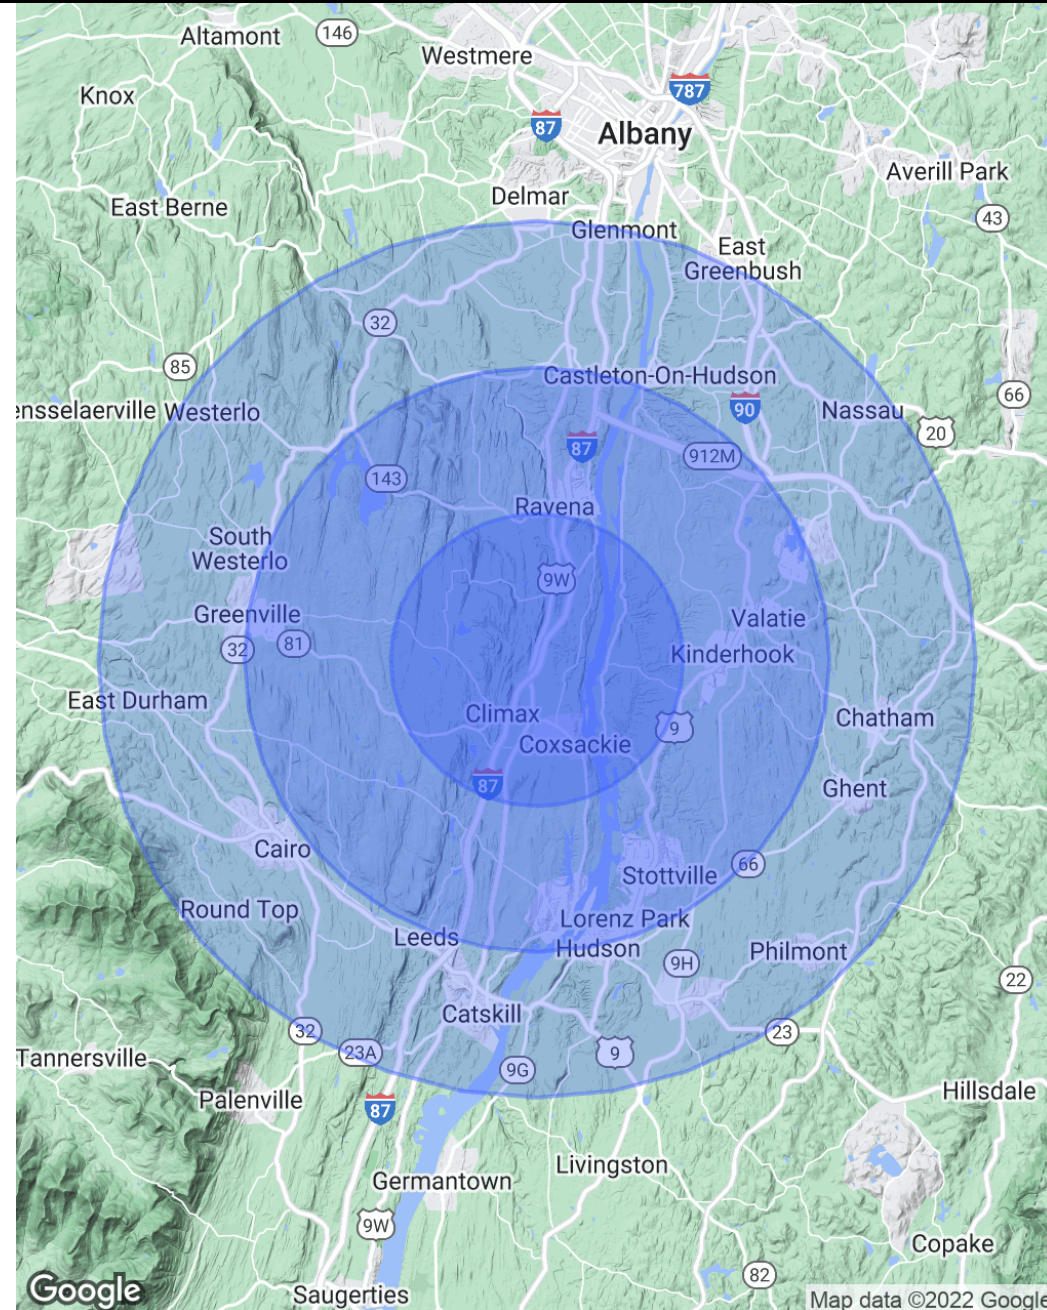 Altamont
146
Westmere
787
Knox
87
Albany
Averill Park
Delmar
East Berne
43
Glenmont
East
Greenbush
32
85
Castleton-On-Hudson
66
ensselaerville
Westerlo
90
Nassau
20
87
912M
143
Ravena
South
Westerlo
9W
Greenville
Valatie
32
81
Kinderhook
East Durham
Climax
Chatham
9
Coxsackie
87
Ghent
Cairo
66
Stottville
Round Top
Lorenz Park
Leeds
Hudson
Philmont
9H
22
Catskill
32
23
23A
9
Tannersville
9G
Hillsdale
Palenville
87
Livingston
Germantown
9W
Copake
82
Google
Saugerties
Map data ©2022 Google